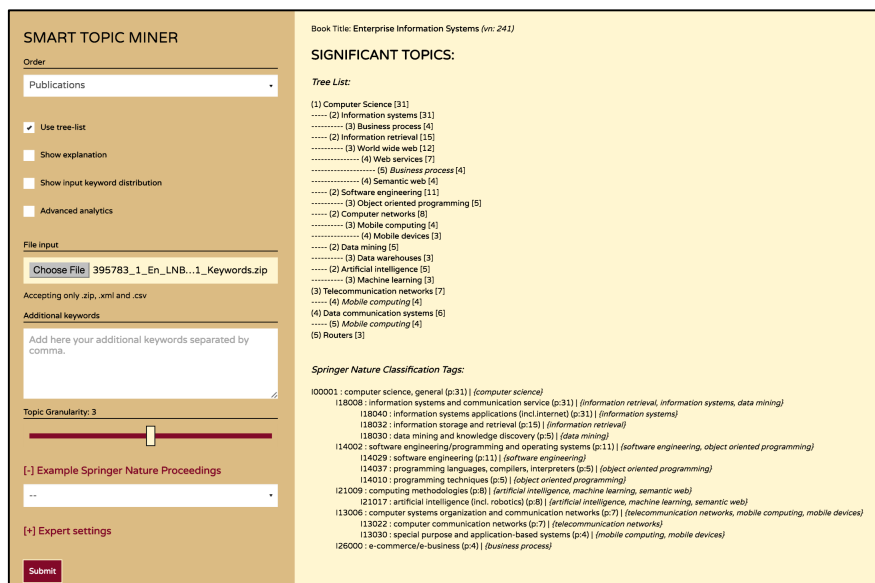 SMART TOPIC MINER
Order
Publications
Use tree-list
Show explanation
Show input keyword distribution
Advanced analytics
File input
Choose File 395783_1_En_LNB...1_Keywords.zip
Accepting only .zip, .xml and .csv
Additional keywords
Add here your additional keywords separated by
comma.
Topic Granularity: 3
[-] Example Springer Nature Proceedings
--
[+] Expert settings
Submit
Book Title: Enterprise Information Systems (vn: 241)
SIGNIFICANT TOPICS:
Tree List:
(1) Computer Science [31]
----- (2) Information systems [31]
---------- (3) Business process [4]
----- (2) Information retrieval [15]
---------- (3) World wide web [12]
--------------- (4) Web services [7]
-------------------- (5) Business process [4]
--------------- (4) Semantic web [4]
----- (2) Software engineering [11]
---------- (3) Object oriented programming [5]
----- (2) Computer networks [8]
---------- (3) Mobile computing [4]
--------------- (4) Mobile devices [3]
----- (2) Data mining [5]
---------- (3) Data warehouses [3]
----- (2) Artificial intelligence [5]
---------- (3) Machine learning [3]
(3) Telecommunication networks [7]
----- (4) Mobile computing [4]
(4) Data communication systems [6]
----- (5) Mobile computing [4]
(5) Routers [3]
Springer Nature Classification Tags:
I00001 : computer science, general (p:31) | {computer science}
I18008 : information systems and communication service (p:31) | {information retrieval, information systems, data mining}
I18040 : information systems applications (incl.internet) (p:31) | {information systems}
I18032 : information storage and retrieval (p:15) | {information retrieval}
I18030 : data mining and knowledge discovery (p:5) | {data mining}
I14002 : software engineering/programming and operating systems (p:11) | {software engineering, object oriented programming}
I14029 : software engineering (p:11) | {software engineering}
I14037 : programming languages, compilers, interpreters (p:5) | {object oriented programming}
I14010 : programming techniques (p:5) | {object oriented programming}
I21009 : computing methodologies (p:8) | {artificial intelligence, machine learning, semantic web}
I21017 : artificial intelligence (incl. robotics) (p:8) | {artificial intelligence, machine learning, semantic web}
I13006 : computer systems organization and communication networks (p:7) | {telecommunication networks, mobile computing, mobile devices}
I13022 : computer communication networks (p:7) | {telecommunication networks}
I13030 : special purpose and application-based systems (p:4) | {mobile computing, mobile devices}
I26000 : e-commerce/e-business (p:4) | {business process}